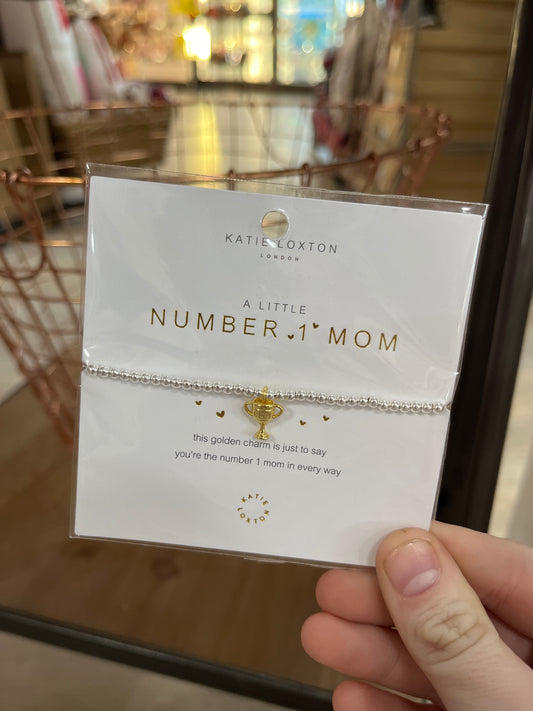 KATIE LOXTON
LONDON
A LITTLE
NUMBER 1 MOM
this golden charm is just to say
you're the number 1 mom in every way
KATIE LOXTON